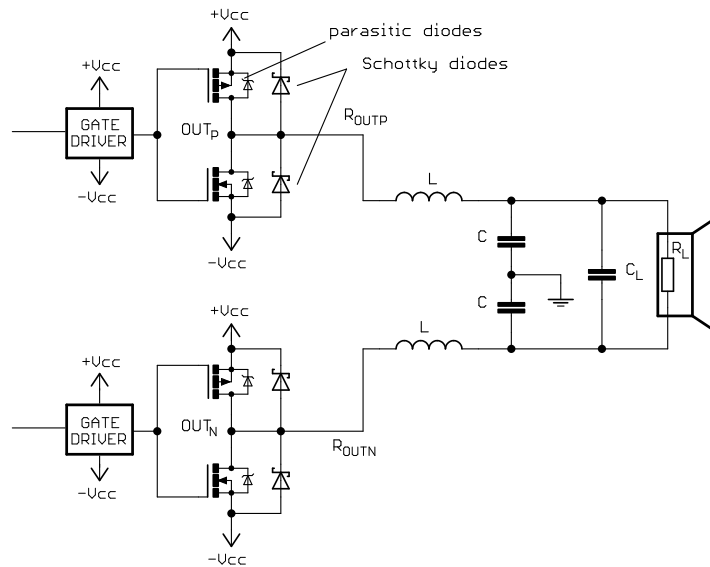 +Vcc
parasitic diodes
+Vcc
Schottky diodes
GATE
DRIVER
OUTP
ROUTP
-Vcc
L
-Vcc
C
CL
RL
C
+Vcc
L
+Vcc
GATE
DRIVER
OUTN
ROUTN
-Vcc
-Vcc